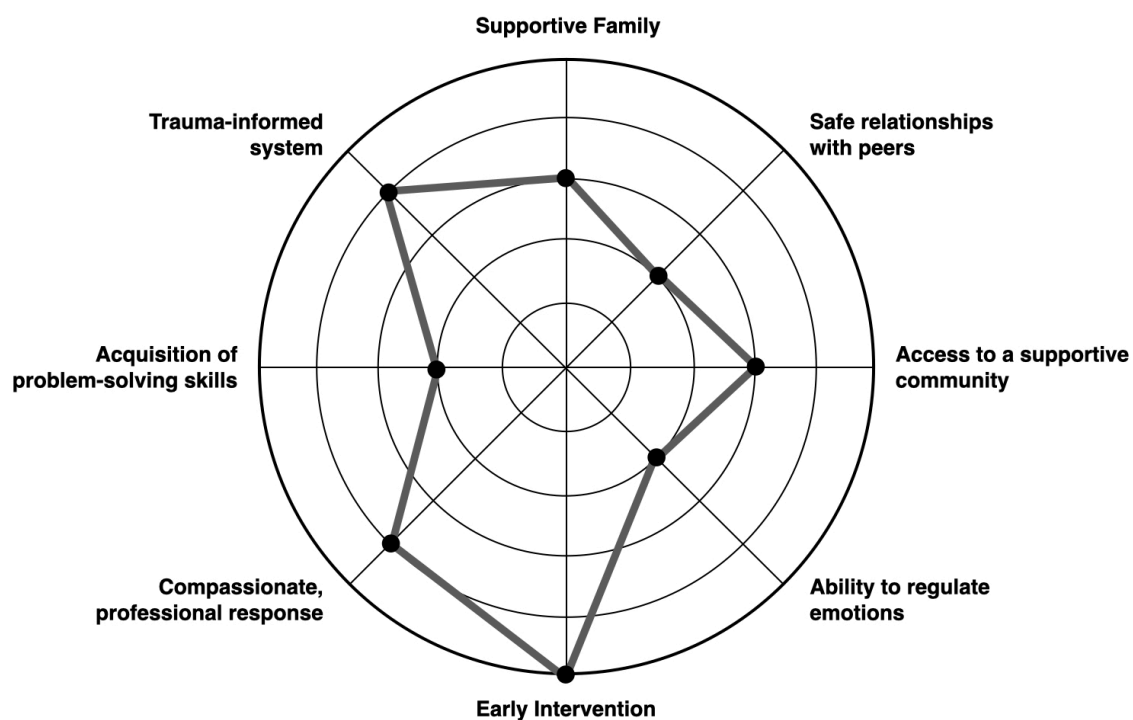 Supportive Family
Trauma-informed
system
Safe relationships
with peers
Acquisition of
problem-solving skills
Access to a supportive
community
Compassionate,
professional response
Ability to regulate
emotions
Early Intervention